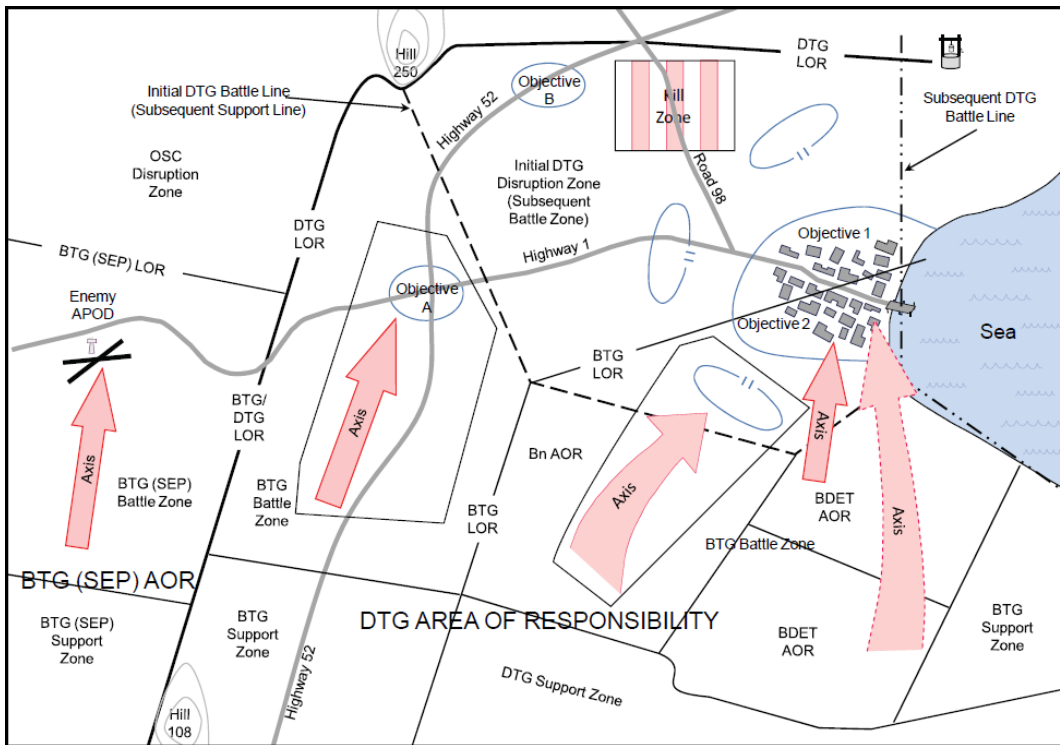 Hill
250
DTG
LOR
Initial DTG Battle Line
(Subsequent Support Line)
Objective
B
Highway 52
Kill
Zone
Subsequent DTG
Battle Line
OSC
Disruption
Zone
Initial DTG
Disruption Zone
(Subsequent
Battle Zone)
Road 98
DTG
LOR
BTG (SEP) LOR
Highway 1
Objective 1
Enemy
APOD
Objective
A
Objective 2
Sea
BTG
LOR
BTG/
DTG
LOR
Axis
Axis
Axis
Axis
Axis
Bn AOR
BTG (SEP)
Battle Zone
BTG
Battle
Zone
BTG
LOR
BDET
AOR
BTG Battle Zone
BTG (SEP) AOR
DTG AREA OF RESPONSIBILITY
BTG (SEP)
Support
Zone
BTG
Support
Zone
BDET
AOR
BTG
Support
Zone
DTG Support Zone
Highway 52
Hill
108